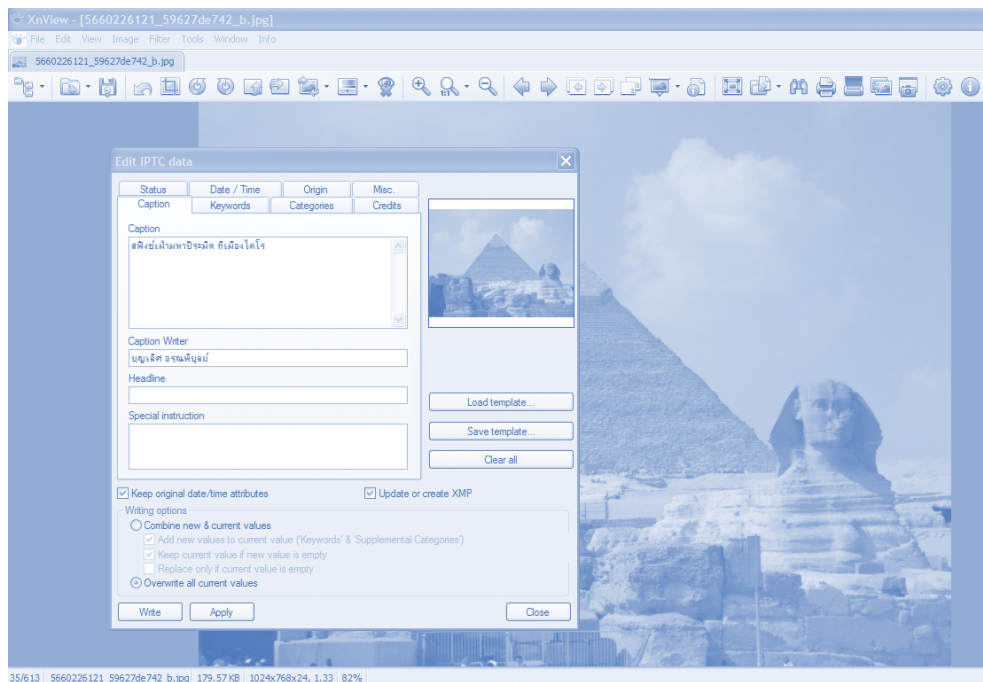 XnView - [5660226121_59627de742_b.jpg]
File Edit View Image Filter Tools Window Info
5660226121_59627de742_b.jpg
1:1
Edit IPTC data
Status Date / Time Origin Misc.
Caption Keywords Categories Credits
Caption
สฟิงซ์เฝ้ามหาปิระมิด ที่เมืองไคโร
Caption Writer
บุญเลิศ อรุณพิบูลย์
Headline
Special instruction
Load template...
Save template...
Clear all
Keep original date/time attributes Update or create XMP
Writing options
Combine new & current values
Add new values to current value ('Keywords' & 'Supplemental Categories')
Keep current value if new value is empty
Replace only if current value is empty
Overwrite all current values
Write Apply Close
35/613 5660226121_59627de742_b.jpg 179.57 KB 1024x768x24, 1.33 82%